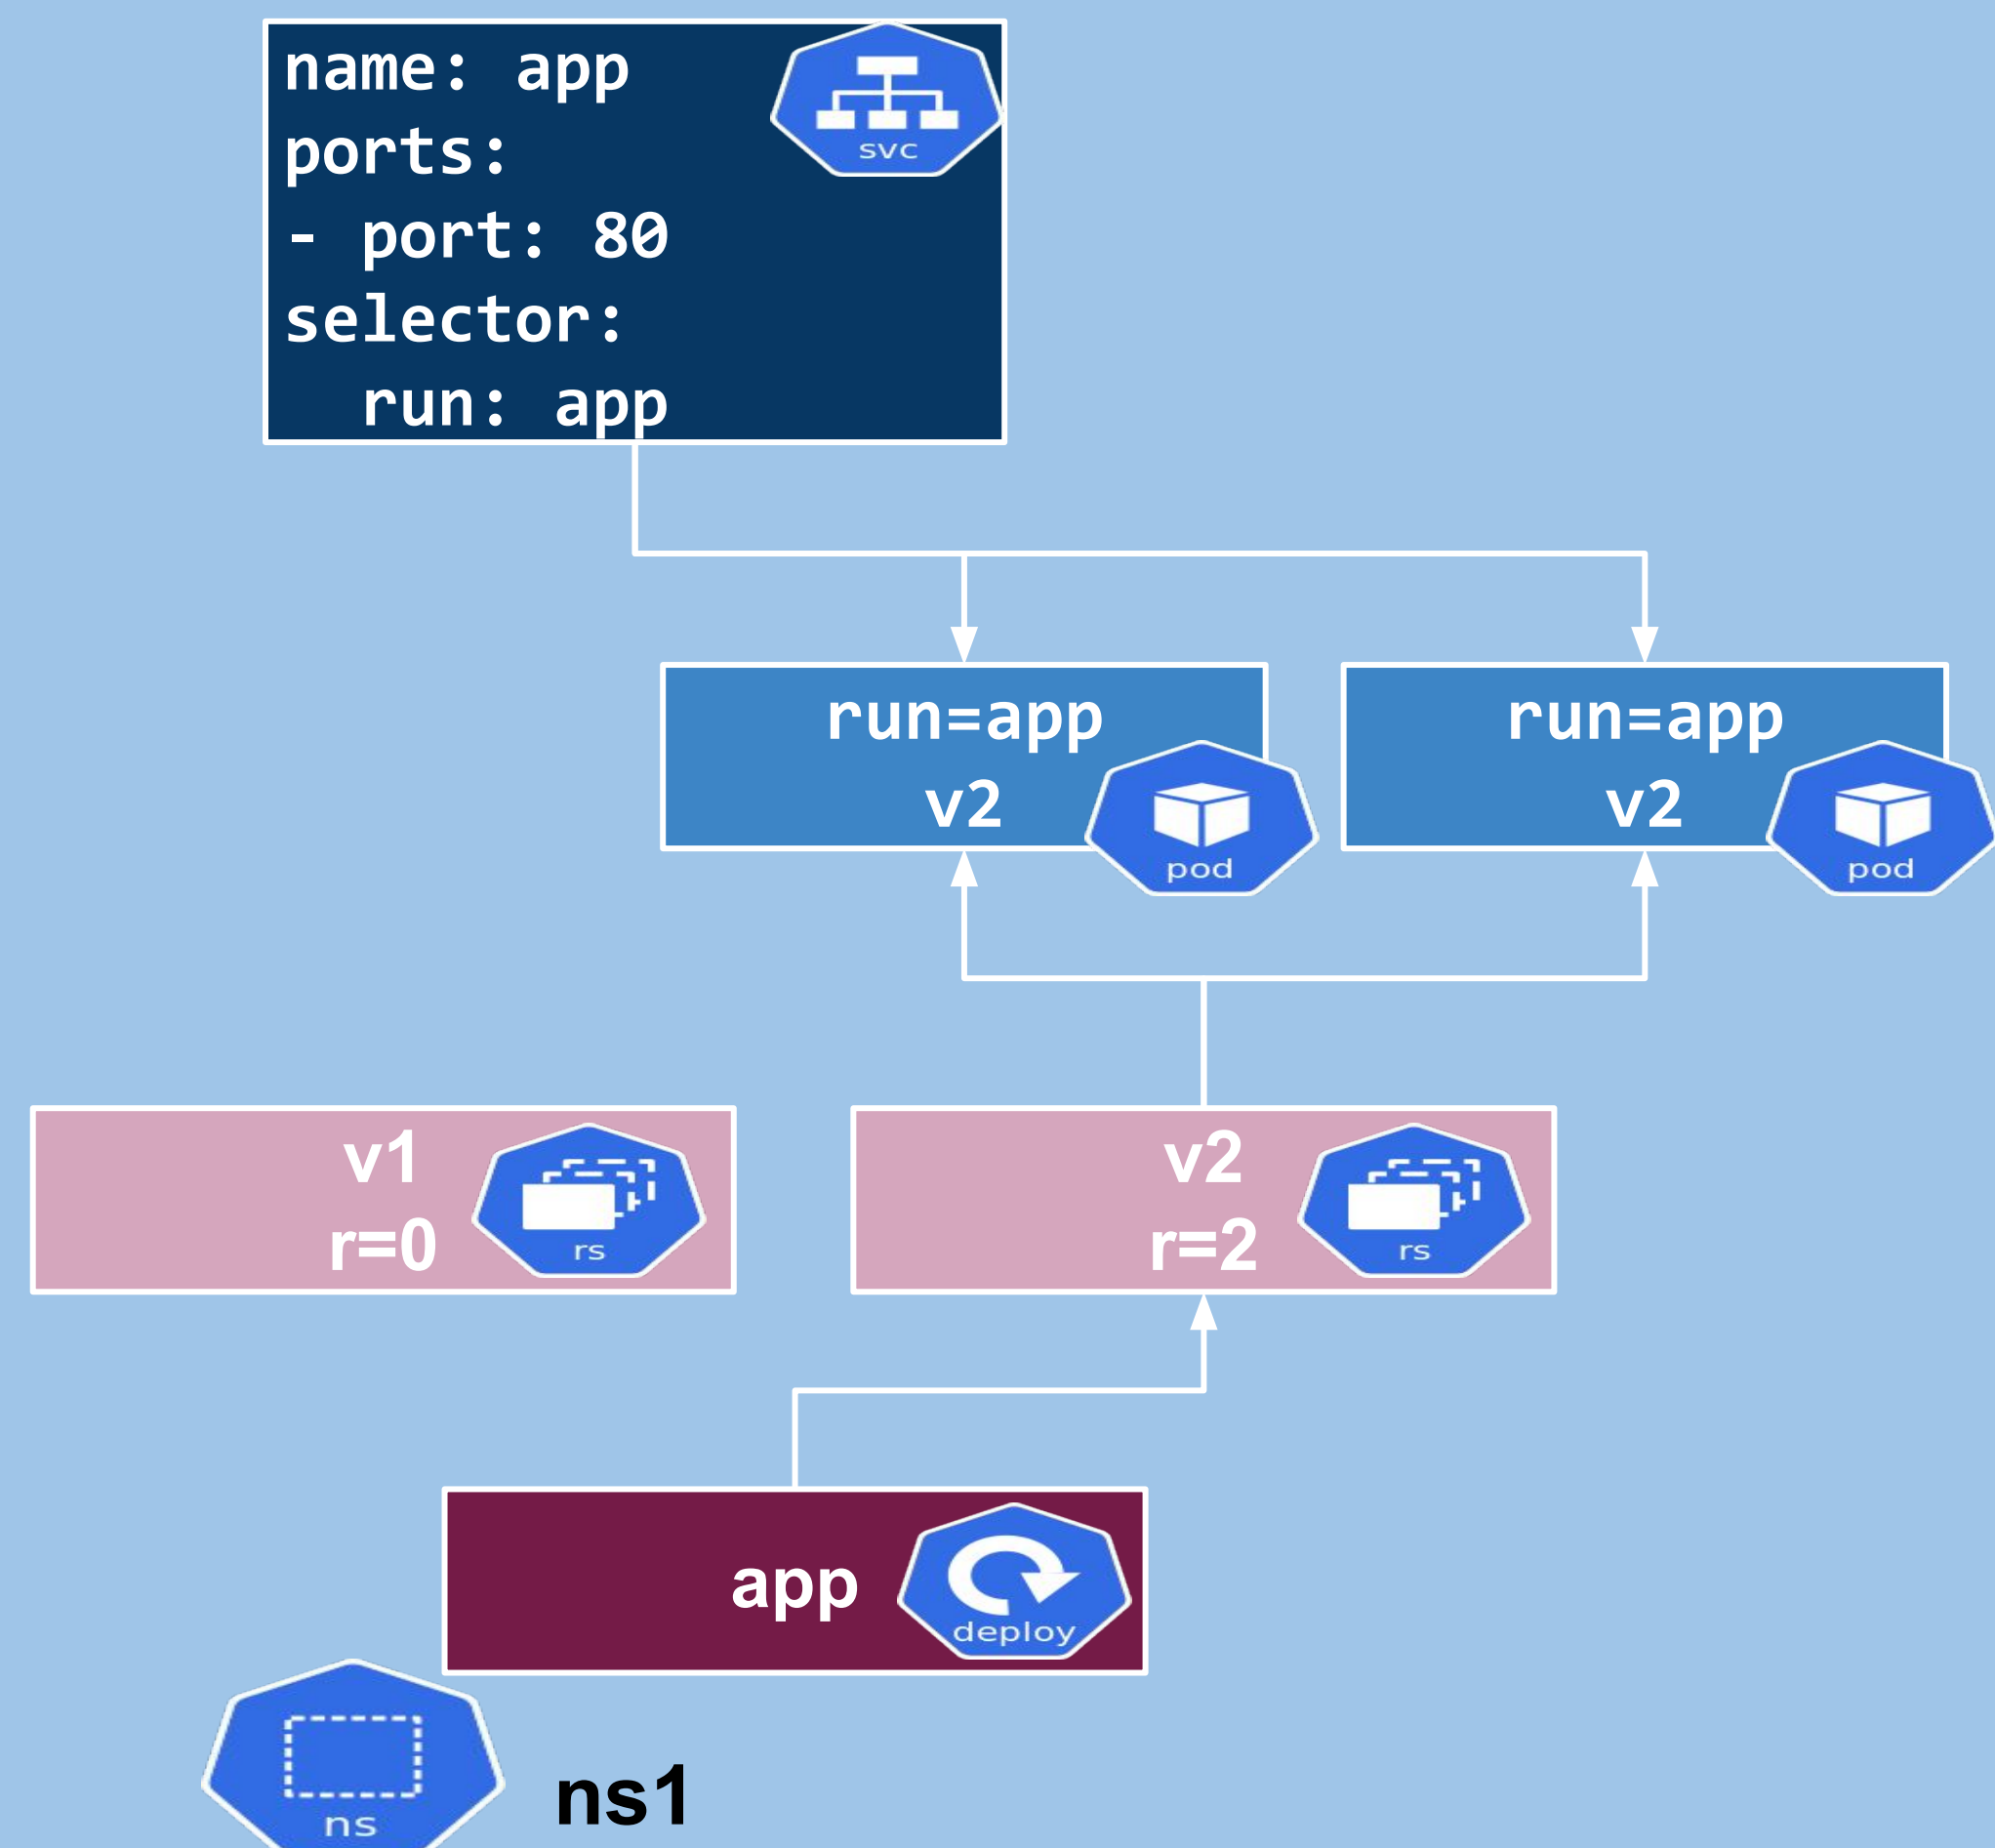 name: app
svc
ports:
- port: 80
selector:
run: app
run=app
v2
pod
run=app
v2
pod
v1
r=0
rs
v2
r=2
rs
app
deploy
ns
ns1